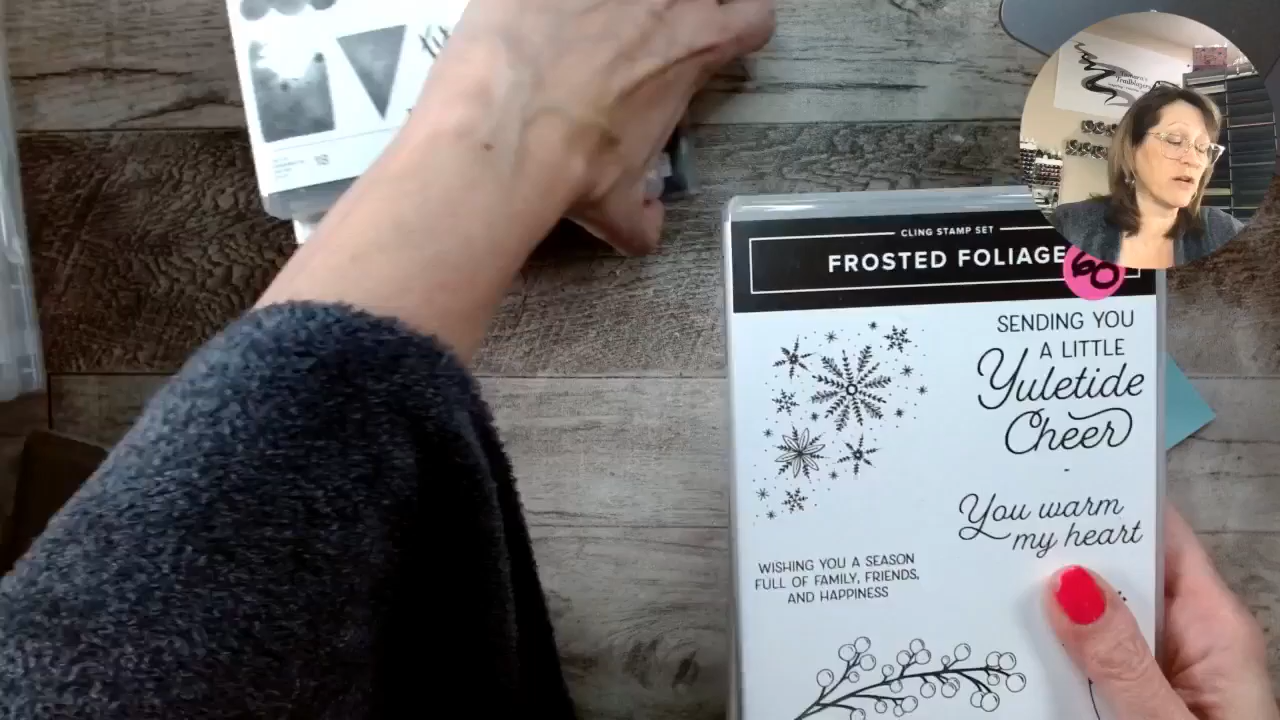 CLING STAMP SET
FROSTED FOLIAGE
60
SENDING YOU
A LITTLE
Yuletide
Cheer
You warm
my heart
WISHING YOU A SEASON
FULL OF FAMILY, FRIENDS,
AND HAPPINESS